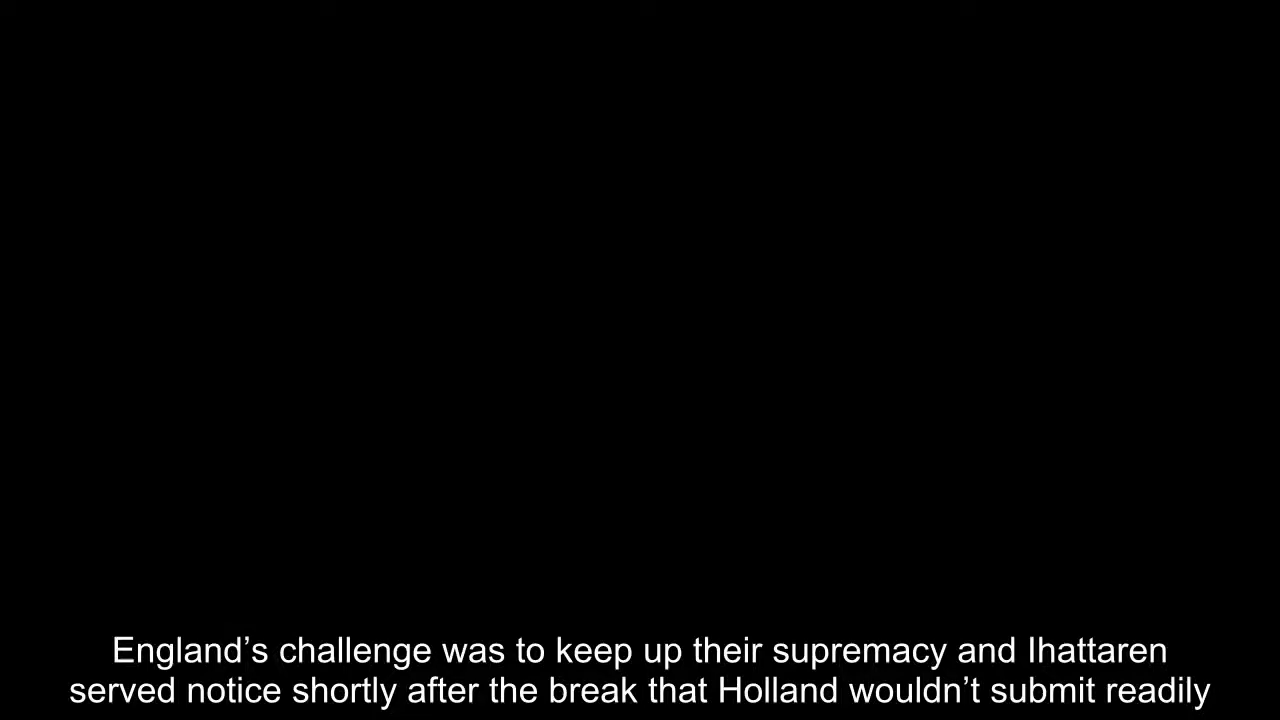 England’s challenge was to keep up their supremacy and Ihattaren
served notice shortly after the break that Holland wouldn’t submit readily